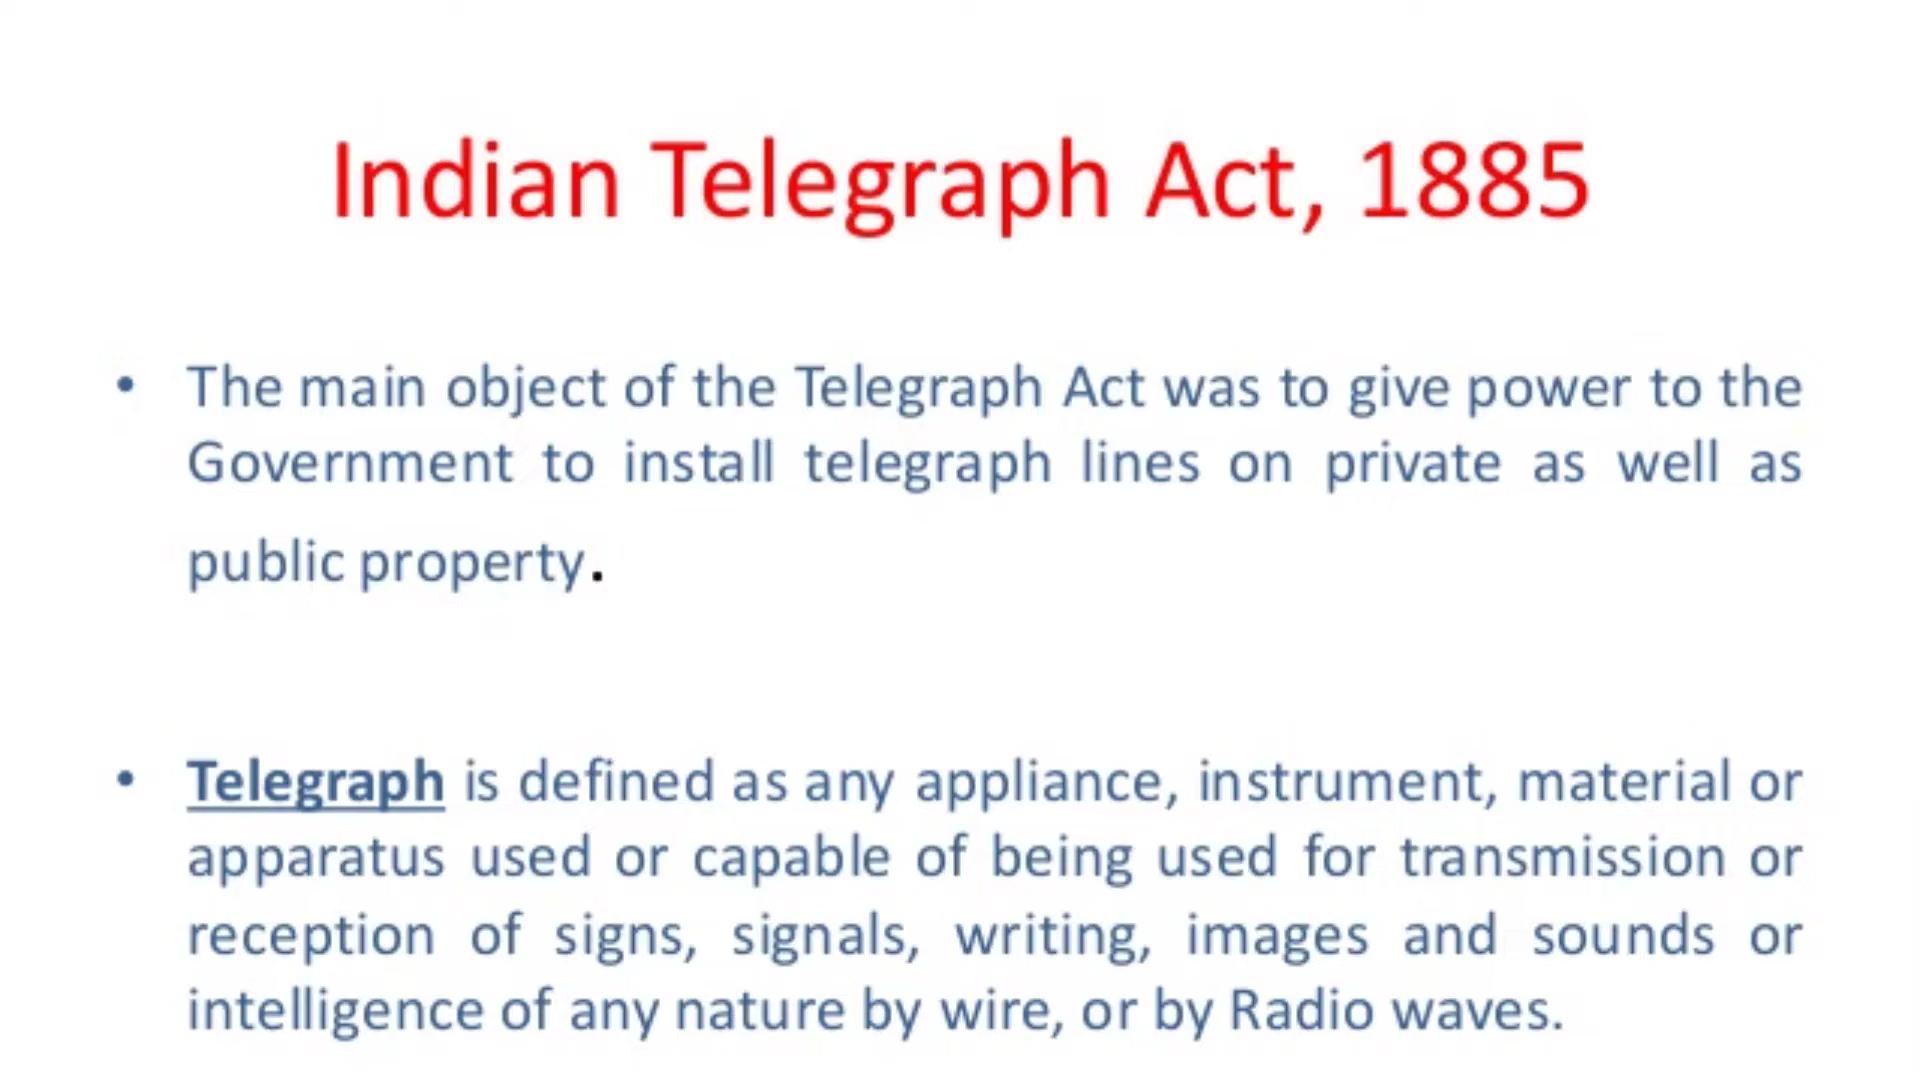 Indian Telegraph Act, 1885
• The main object of the Telegraph Act was to give power to the
Government to install telegraph lines on private as well as
public property.
• Telegraph is defined as any appliance, instrument, material or
apparatus used or capable of being used for transmission or
reception of signs, signals, writing, images and sounds or
intelligence of any nature by wire, or by Radio waves.